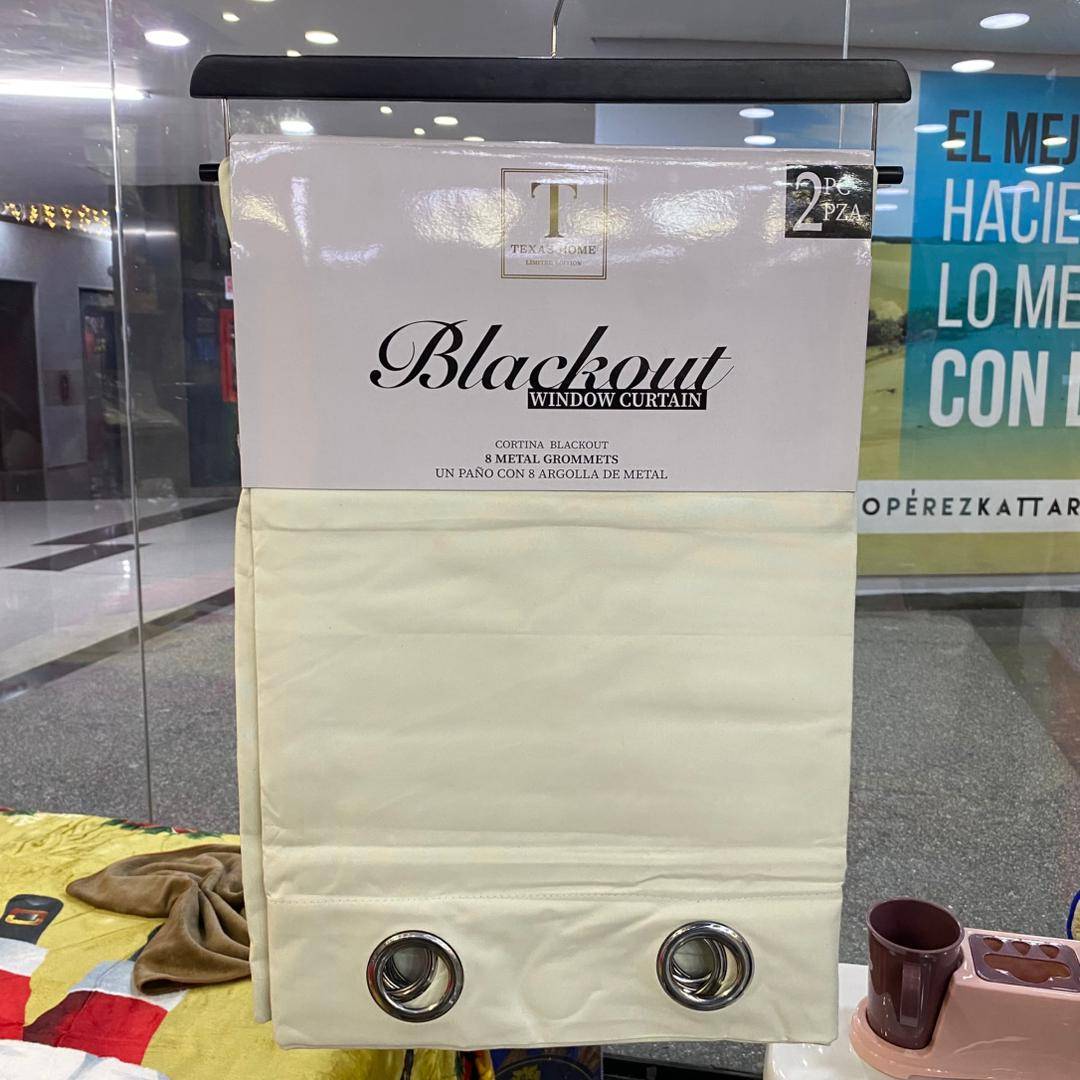 T
TEXAS HOME
LIMITED EDITION
2 PC
PZA
Blackout
WINDOW CURTAIN
CORTINA BLACKOUT
8 METAL GROMMETS
UN PAÑO CON 8 ARGOLLA DE METAL
EL MEJ
HACIE
LO ME
CON
OPÉREZKATTAR